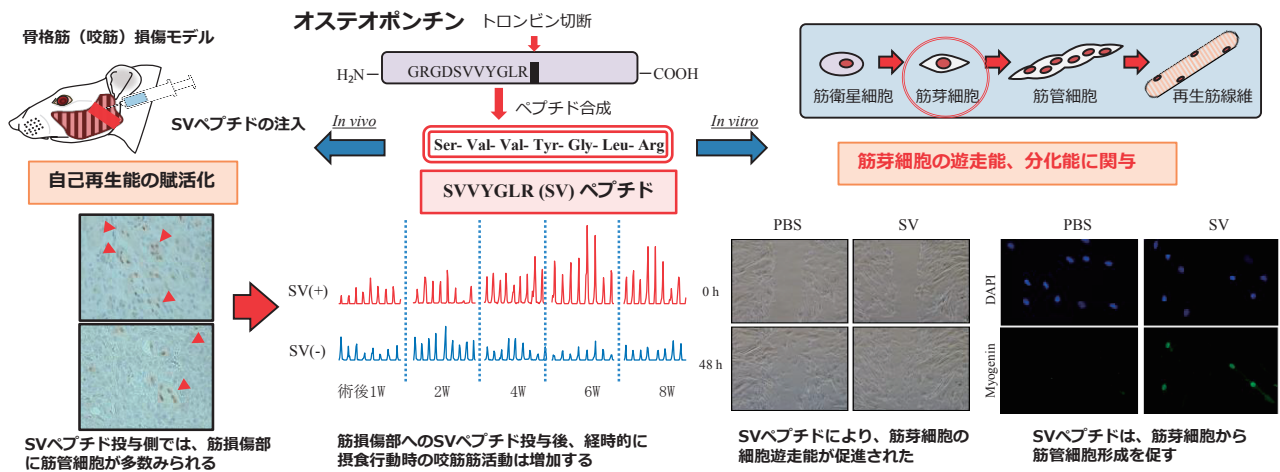 オステオポンチン
トロンビン切断
骨格筋（咬筋）損傷モデル
H₂N
GRGDSVVYGLR
COOH
ペプチド合成
SVペプチドの注入
In vivo
Ser- Val- Val- Tyr- Gly- Leu- Arg
In vitro
SVVYGLR (SV) ペプチド
自己再生能の賦活化
筋衛星細胞
筋芽細胞
筋管細胞
再生筋線維
筋芽細胞の遊走能、分化能に関与
SV(+)
SV(-)
術後1W
2W
4W
6W
8W
PBS
SV
0 h
48 h
PBS
SV
DAPI
Myogenin
SVペプチド投与側では、筋損傷部
に筋管細胞が多数みられる
筋損傷部へのSVペプチド投与後、経時的に
摂食行動時の咬筋筋活動は増加する
SVペプチドにより、筋芽細胞の
細胞遊走能が促進された
SVペプチドは、筋芽細胞から
筋管細胞形成を促す